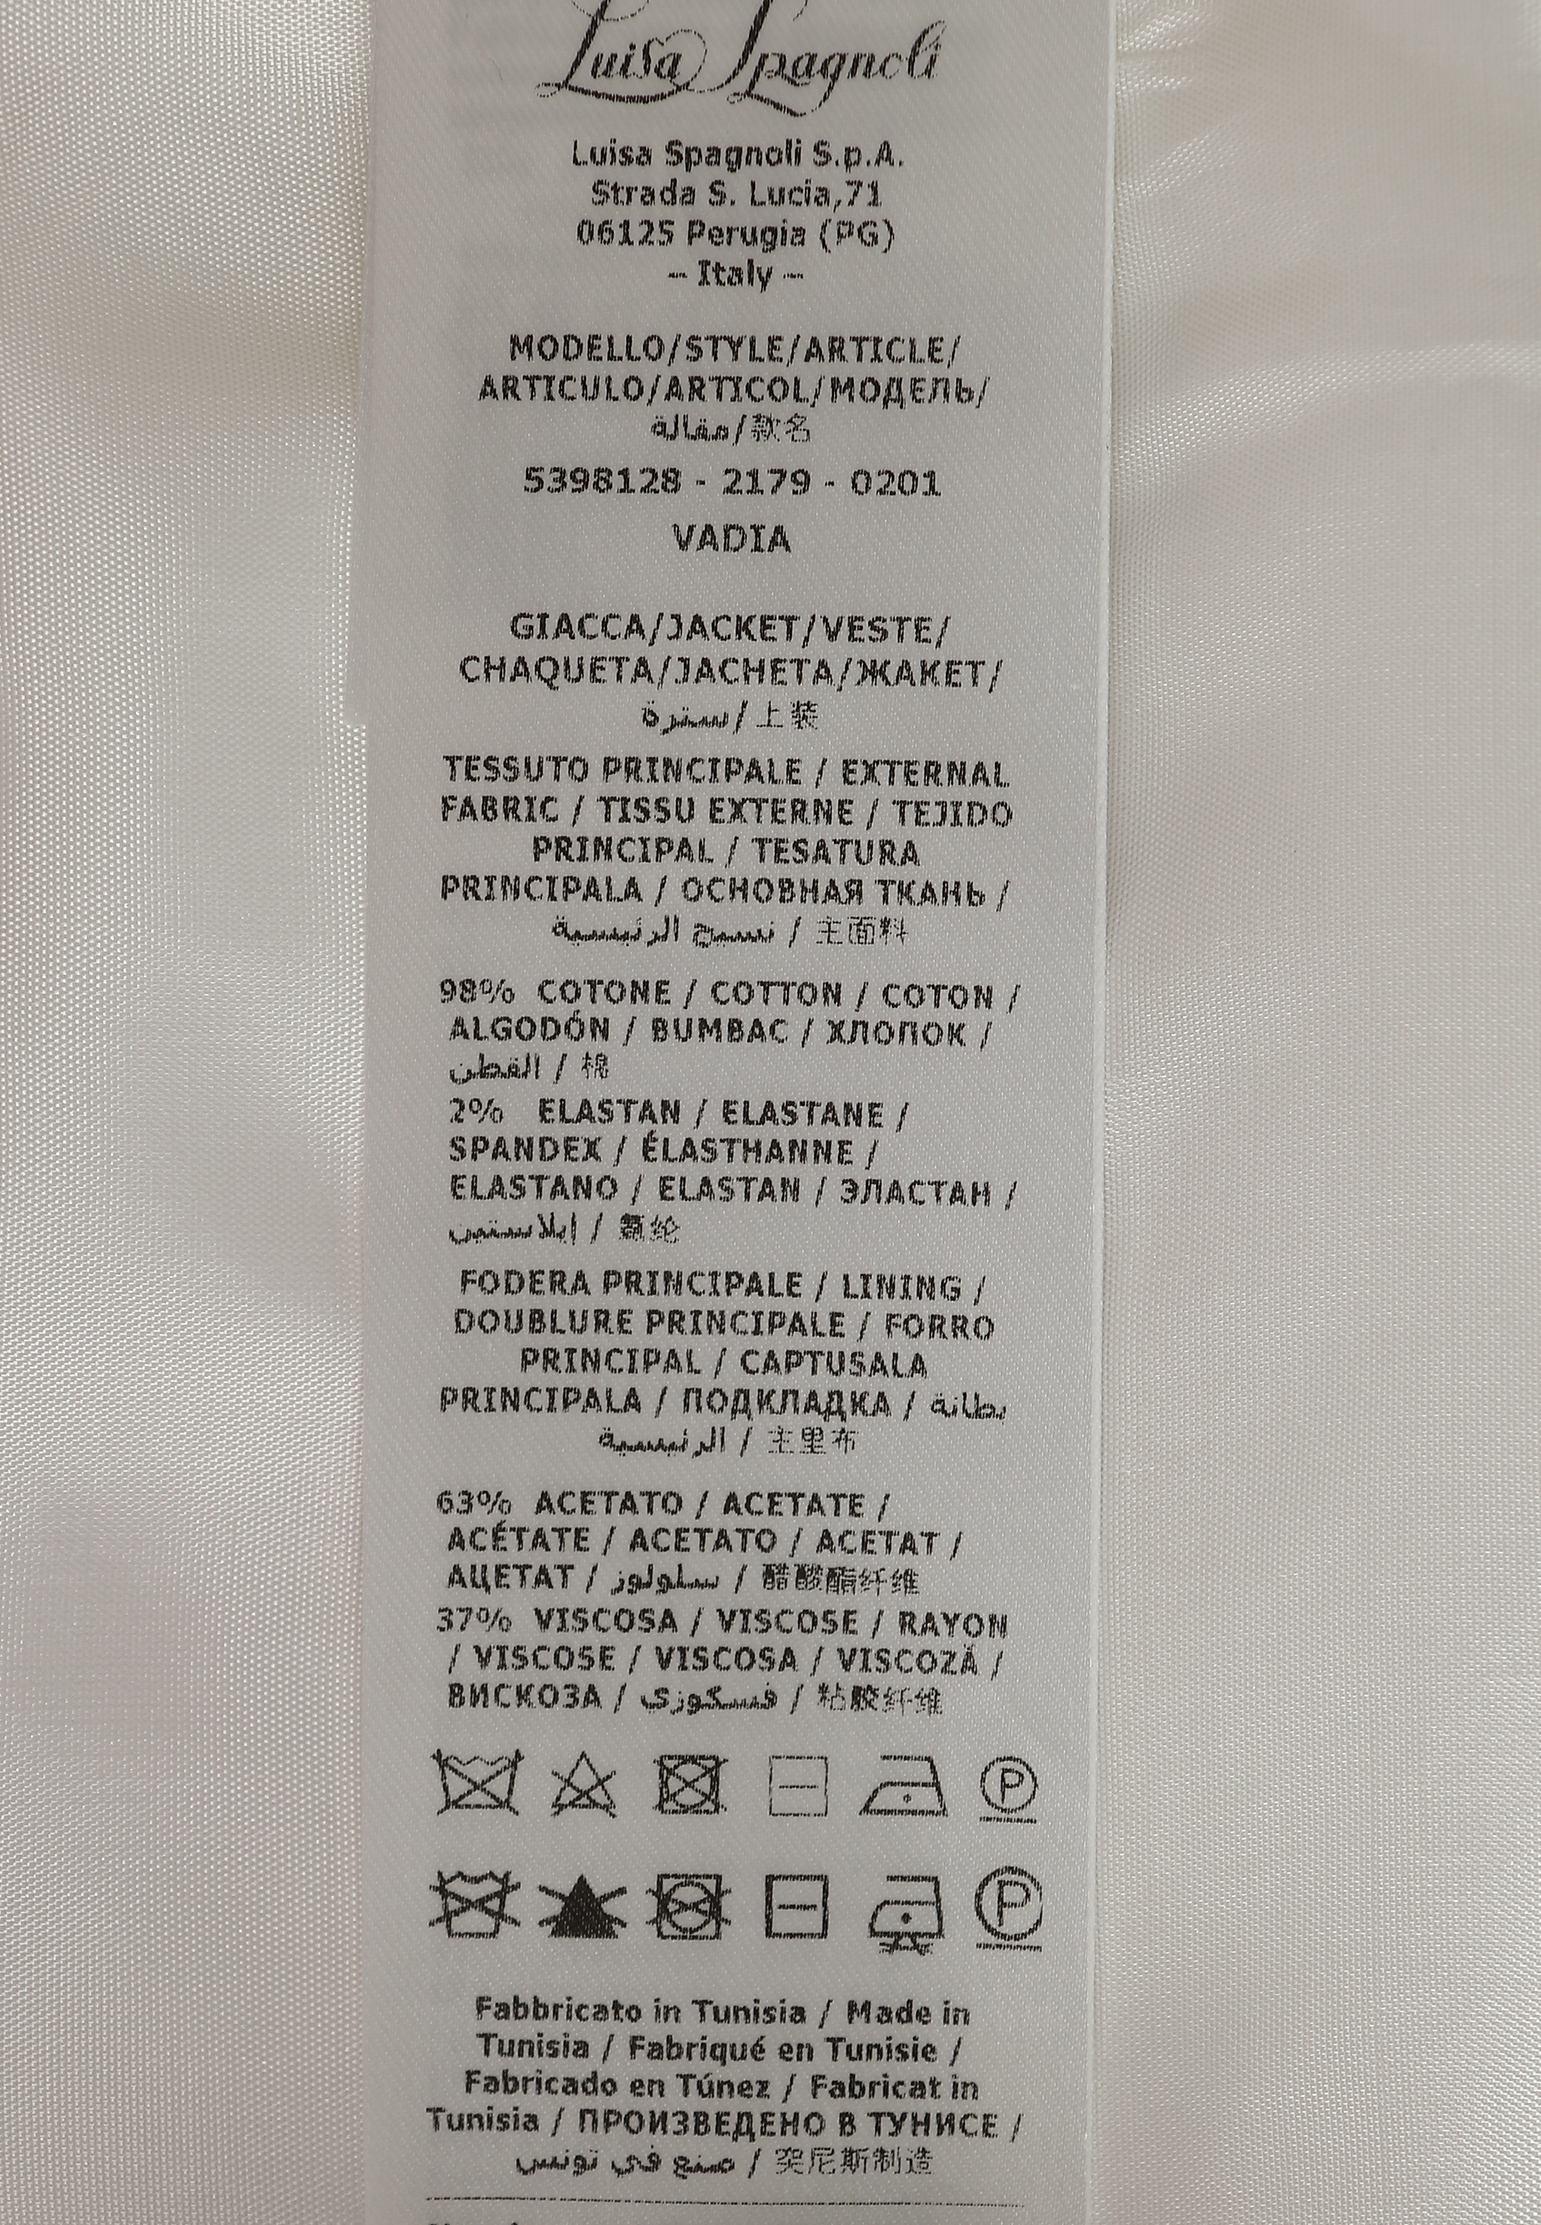 Luisa Spagnoli
Luisa Spagnoli S.p.A.
Strada S. Lucia,71
06125 Perugia (PG)
-- Italy --
MODELLO/STYLE/ARTICLE/
ARTICULO/ARTICOL/МОДЕЛЬ/
مقالة/款名
5398128 - 2179 - 0201
VADIA
GIACCA/JACKET/VESTE/
CHAQUETA/JACHETA/ЖАКЕТ/
سترة/上装
TESSUTO PRINCIPALE / EXTERNAL
FABRIC / TISSU EXTERNE / TEJIDO
PRINCIPAL / TESATURA
PRINCIPALA / ОСНОВНАЯ ТКАНЬ /
نسيج الرئيسية / 主面料
98% COTONE / COTTON / COTON /
ALGODÓN / BUMBAC / ХЛОПОК /
القطن / 棉
2% ELASTAN / ELASTANE /
SPANDEX / ÉLASTHANNE /
ELASTANO / ELASTAN / ЭЛАСТАН /
إيلاستين / 氨纶
FODERA PRINCIPALE / LINING /
DOUBLURE PRINCIPALE / FORRO
PRINCIPAL / CAPTUSALA
PRINCIPALA / ПОДКЛАДКА / بطانة
الرئيسية / 主里布
63% ACETATO / ACETATE /
ACÉTATE / ACETATO / ACETAT /
АЦЕТАТ / سلولوز / 醋酸酯纤维
37% VISCOSA / VISCOSE / RAYON
/ VISCOSE / VISCOSA / VISCOZĂ /
ВИСКОЗА / فسكوزي / 粘胶纤维
P
P
Fabbricato in Tunisia / Made in
Tunisia / Fabriqué en Tunisie /
Fabricado en Túnez / Fabricat in
Tunisia / ПРОИЗВЕДЕНО В ТУНИСЕ /
صنع في تونس / 突尼斯制造